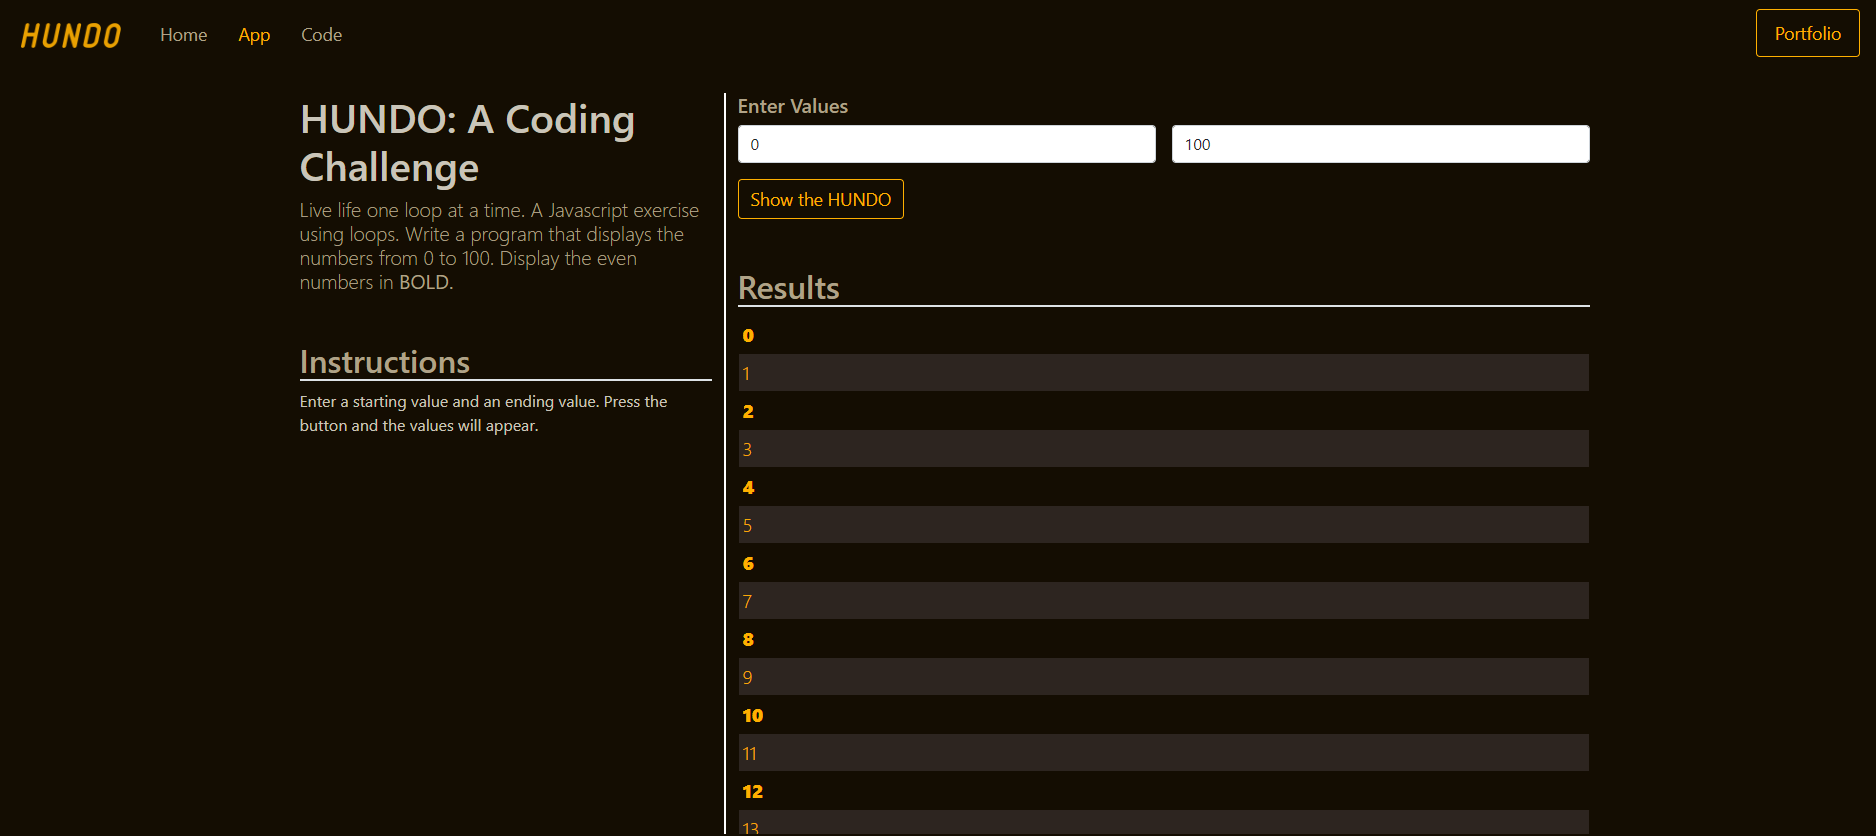 HUNDO
Home
App
Code
Portfolio
HUNDO: A Coding
Challenge
Live life one loop at a time. A Javascript exercise
using loops. Write a program that displays the
numbers from 0 to 100. Display the even
numbers in BOLD.
Instructions
Enter a starting value and an ending value. Press the
button and the values will appear.
Enter Values
0
100
Show the HUNDO
Results
0
1
2
3
4
5
6
7
8
9
10
11
12
13